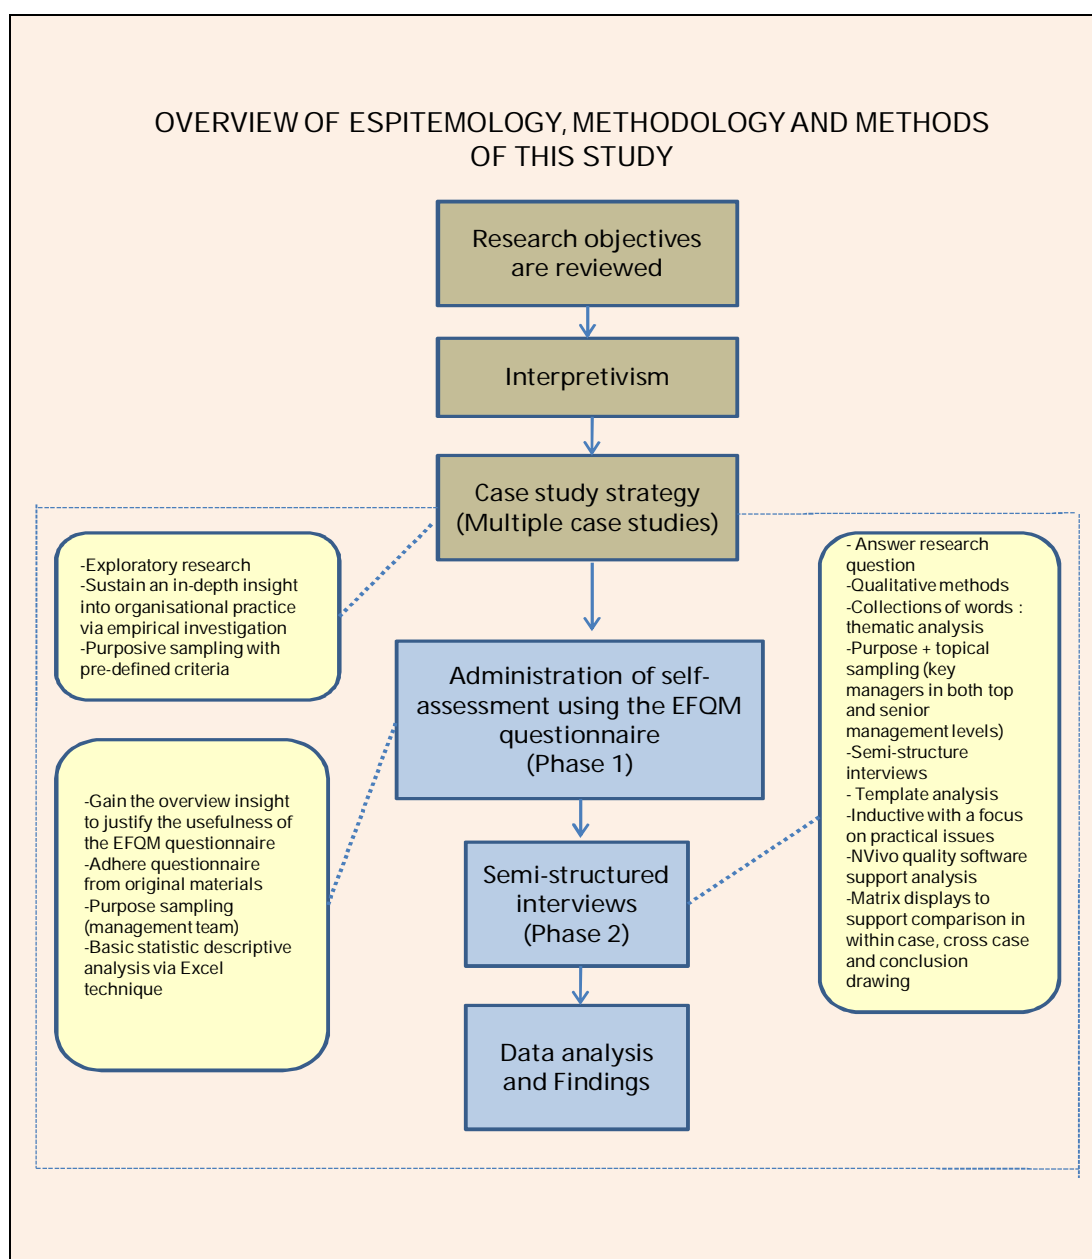 OVERVIEW OF ESPITEMOLOGY, METHODOLOGY AND METHODS
OF THIS STUDY
Research objectives
are reviewed
Interpretivism
Case study strategy
(Multiple case studies)
-Exploratory research
-Sustain an in-depth insight
into organisational practice
via empirical investigation
-Purposive sampling with
pre-defined criteria
Administration of self-
assessment using the EFQM
questionnaire
(Phase 1)
-Gain the overview insight
to justify the usefulness of
the EFQM questionnaire
-Adhere questionnaire
from original materials
-Purpose sampling
(management team)
-Basic statistic descriptive
analysis via Excel
technique
Semi-structured
interviews
(Phase 2)
- Answer research
question
-Qualitative methods
-Collections of words :
thematic analysis
-Purpose + topical
sampling (key
managers in both top
and senior
management levels)
-Semi-structure
interviews
- Template analysis
-Inductive with a focus
on practical issues
-NVivo quality software
support analysis
-Matrix displays to
support comparison in
within case, cross case
and conclusion
drawing
Data analysis
and Findings